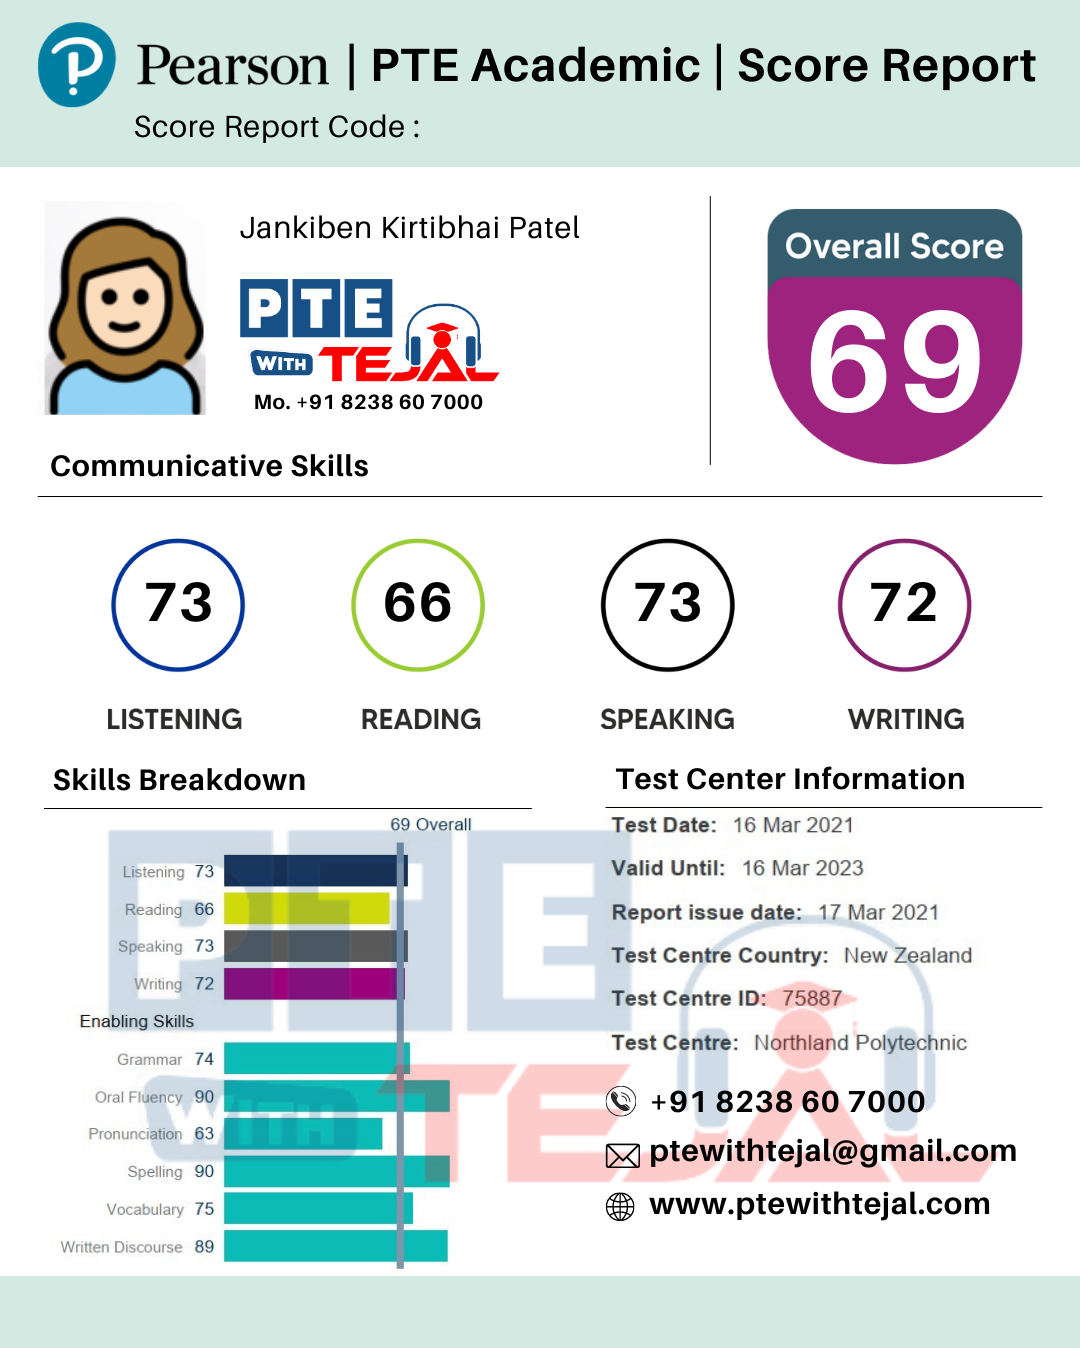 Pearson | PTE Academic | Score Report
Score Report Code :
Jankiben Kirtibhai Patel
PTE
WITH TEJAL
Mo. +91 8238 60 7000
Overall Score
69
Communicative Skills
73 66 73 72
LISTENING READING SPEAKING WRITING
Skills Breakdown
69 Overall
Listening 73
Reading 66
Speaking 73
Writing 72
Enabling Skills
Grammar 74
Oral Fluency 90
Pronunciation 63
Spelling 90
Vocabulary 75
Written Discourse 89
Test Center Information
Test Date: 16 Mar 2021
Valid Until: 16 Mar 2023
Report issue date: 17 Mar 2021
Test Centre Country: New Zealand
Test Centre ID: 75887
Test Centre: Northland Polytechnic
+91 8238 60 7000
ptewithtejal@gmail.com
www.ptewithtejal.com
PTE
WITH TEJAL